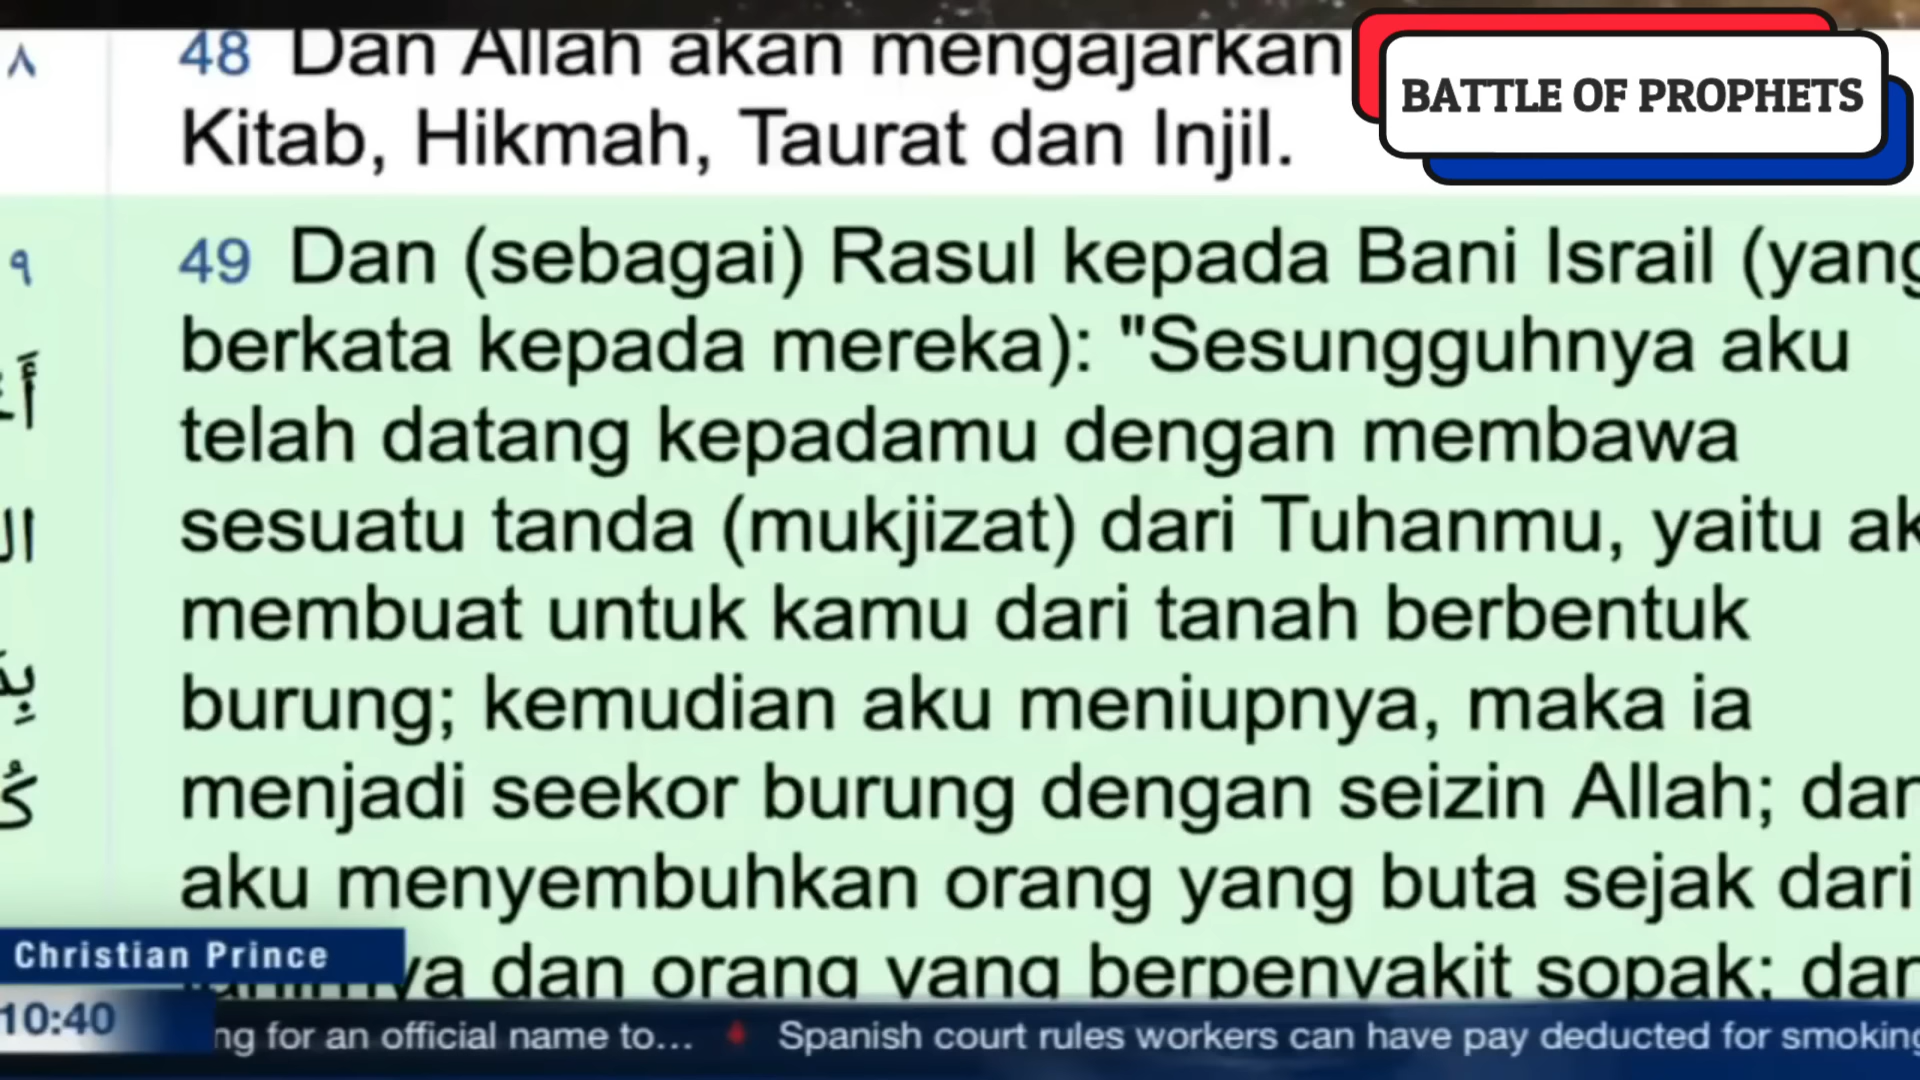 BATTLE OF PROPHETS
٨
48 Dan Allah akan mengajarkan
Kitab, Hikmah, Taurat dan Injil.
٩
49 Dan (sebagai) Rasul kepada Bani Israil (yang
berkata kepada mereka): "Sesungguhnya aku
telah datang kepadamu dengan membawa
sesuatu tanda (mukjizat) dari Tuhanmu, yaitu ak
membuat untuk kamu dari tanah berbentuk
burung; kemudian aku meniupnya, maka ia
menjadi seekor burung dengan seizin Allah; dan
aku menyembuhkan orang yang buta sejak dari
dan orang yang berpenyakit sopak; dan
Christian Prince
10:40
ng for an official name to... Spanish court rules workers can have pay deducted for smoking